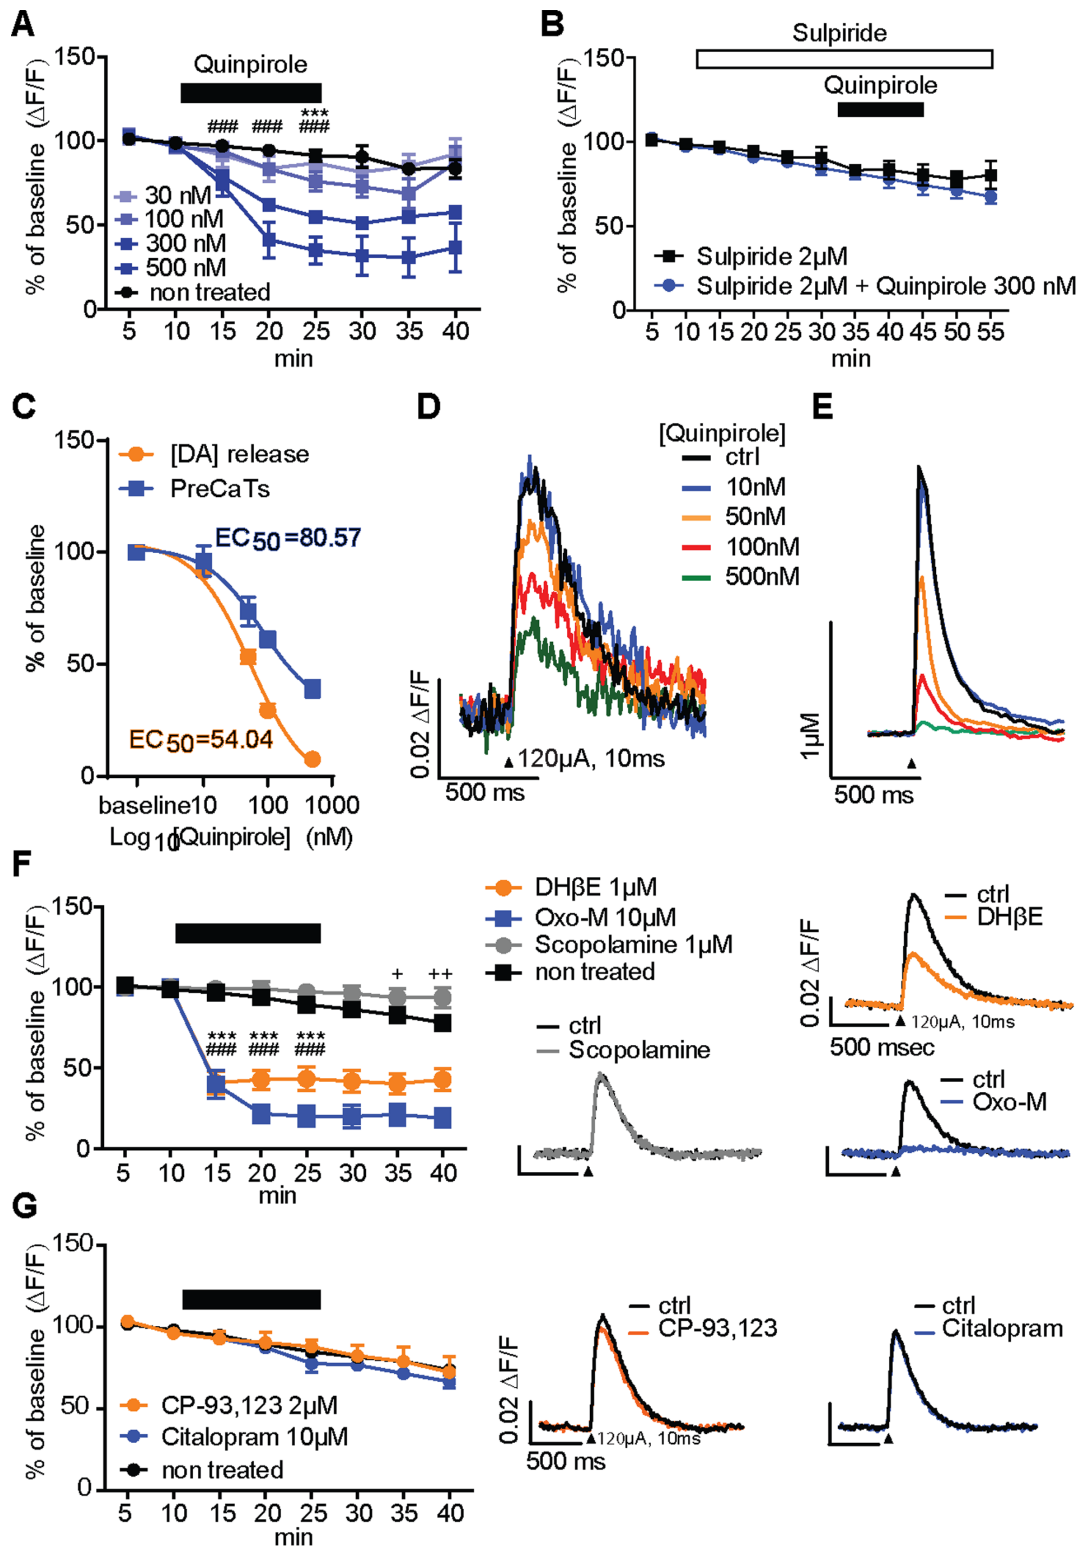 A
% of baseline (ΔF/F)
150
100
50
0
Quinpirole
***
### ### ###
30 nM
100 nM
300 nM
500 nM
non treated
5 10 15 20 25 30 35 40
min
B
% of baseline (ΔF/F)
150
100
50
0
Sulpiride
Quinpirole
Sulpiride 2µM
Sulpiride 2µM + Quinpirole 300 nM
5 10 15 20 25 30 35 40 45 50 55
min
C
% of baseline
150
100
50
0
[DA] release
PreCaTs
EC50=80.57
EC50=54.04
baseline 10 100 1000
Log10[Quinpirole] (nM)
D
[Quinpirole]
ctrl
10nM
50nM
100nM
500nM
0.02 ΔF/F
120µA, 10ms
500 ms
E
1µM
500 ms
F
% of baseline (ΔF/F)
150
100
50
0
+ ++
*** *** ***
### ### ###
5 10 15 20 25 30 35 40
min
DHβE 1µM
Oxo-M 10µM
Scopolamine 1µM
non treated
ctrl
Scopolamine
ctrl
DHβE
0.02 ΔF/F
120µA, 10ms
500 msec
ctrl
Oxo-M
G
% of baseline (ΔF/F)
150
100
50
0
CP-93,123 2µM
Citalopram 10µM
non treated
5 10 15 20 25 30 35 40
min
ctrl
CP-93,123
0.02 ΔF/F
120µA, 10ms
500 ms
ctrl
Citalopram